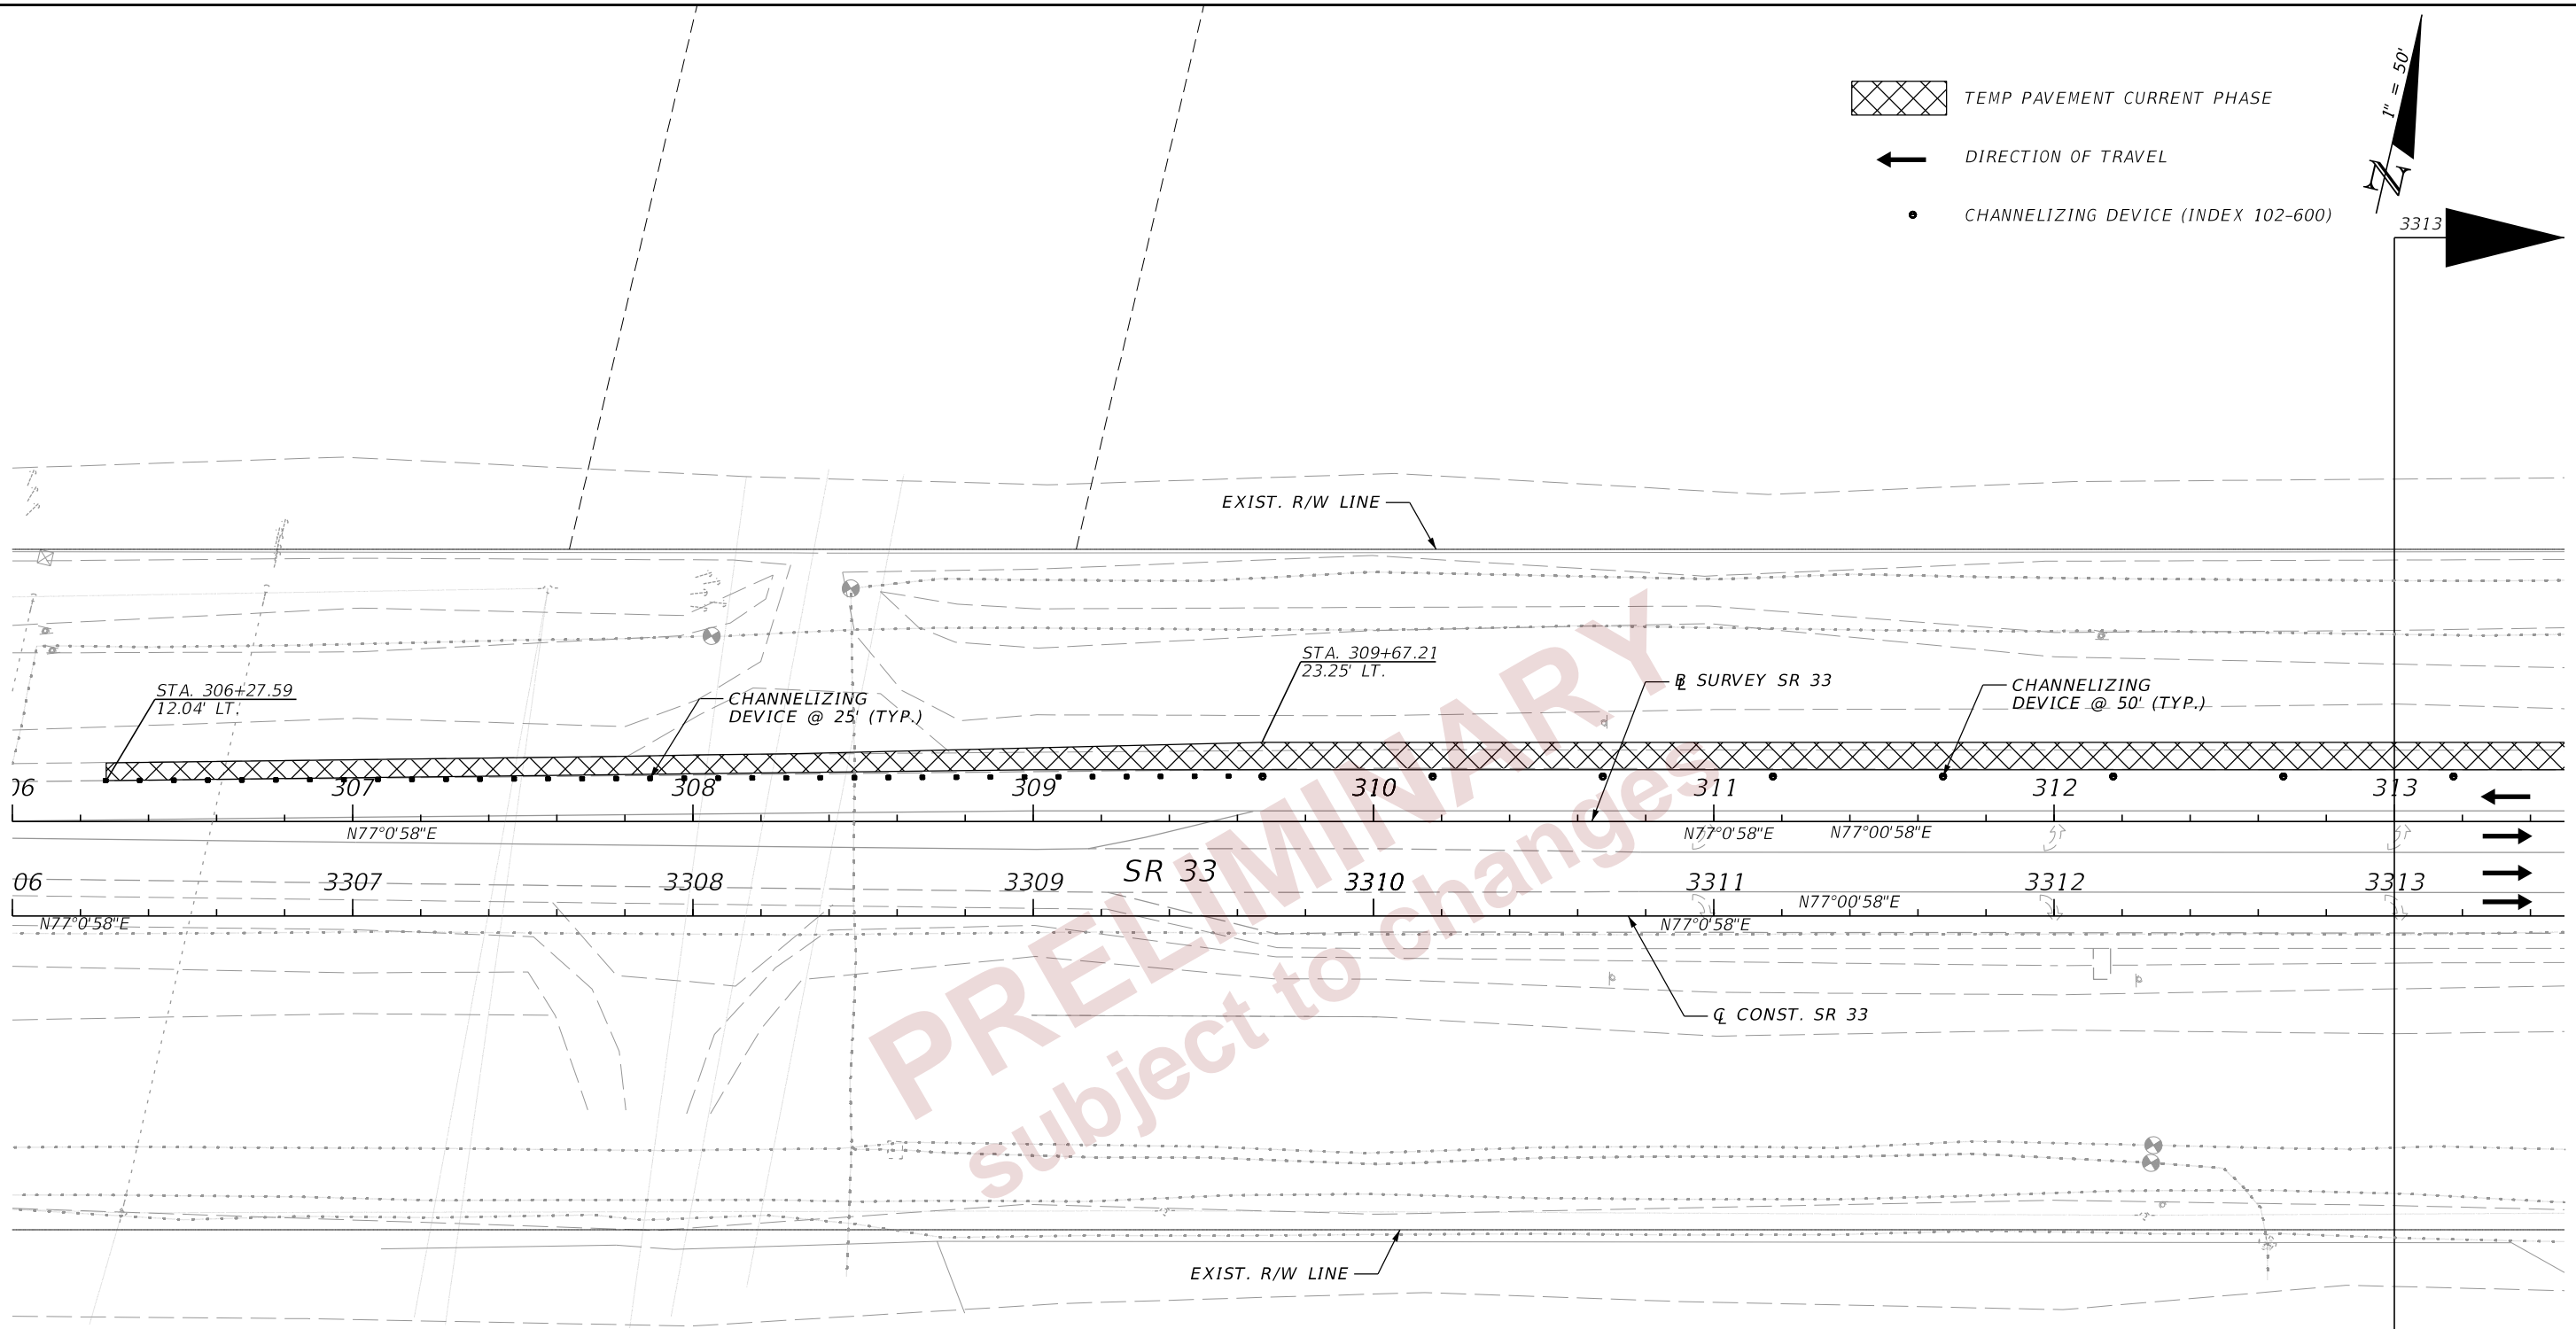 1" = 50'
N
TEMP PAVEMENT CURRENT PHASE
DIRECTION OF TRAVEL
CHANNELIZING DEVICE (INDEX 102-600)
3313
EXIST. R/W LINE
STA. 306+27.59
12.04' LT.
CHANNELIZING
DEVICE @ 25' (TYP.)
STA. 309+67.21
23.25' LT.
℄ SURVEY SR 33
CHANNELIZING
DEVICE @ 50' (TYP.)
06 307 308 309 310 311 312 313
N77°0'58"E N77°0'58"E N77°00'58"E
SR 33
06 3307 3308 3309 3310 3311 3312 3313
N77°00'58"E
N77°0'58"E N77°0'58"E
℄ CONST. SR 33
EXIST. R/W LINE
PRELIMINARY
subject to changes